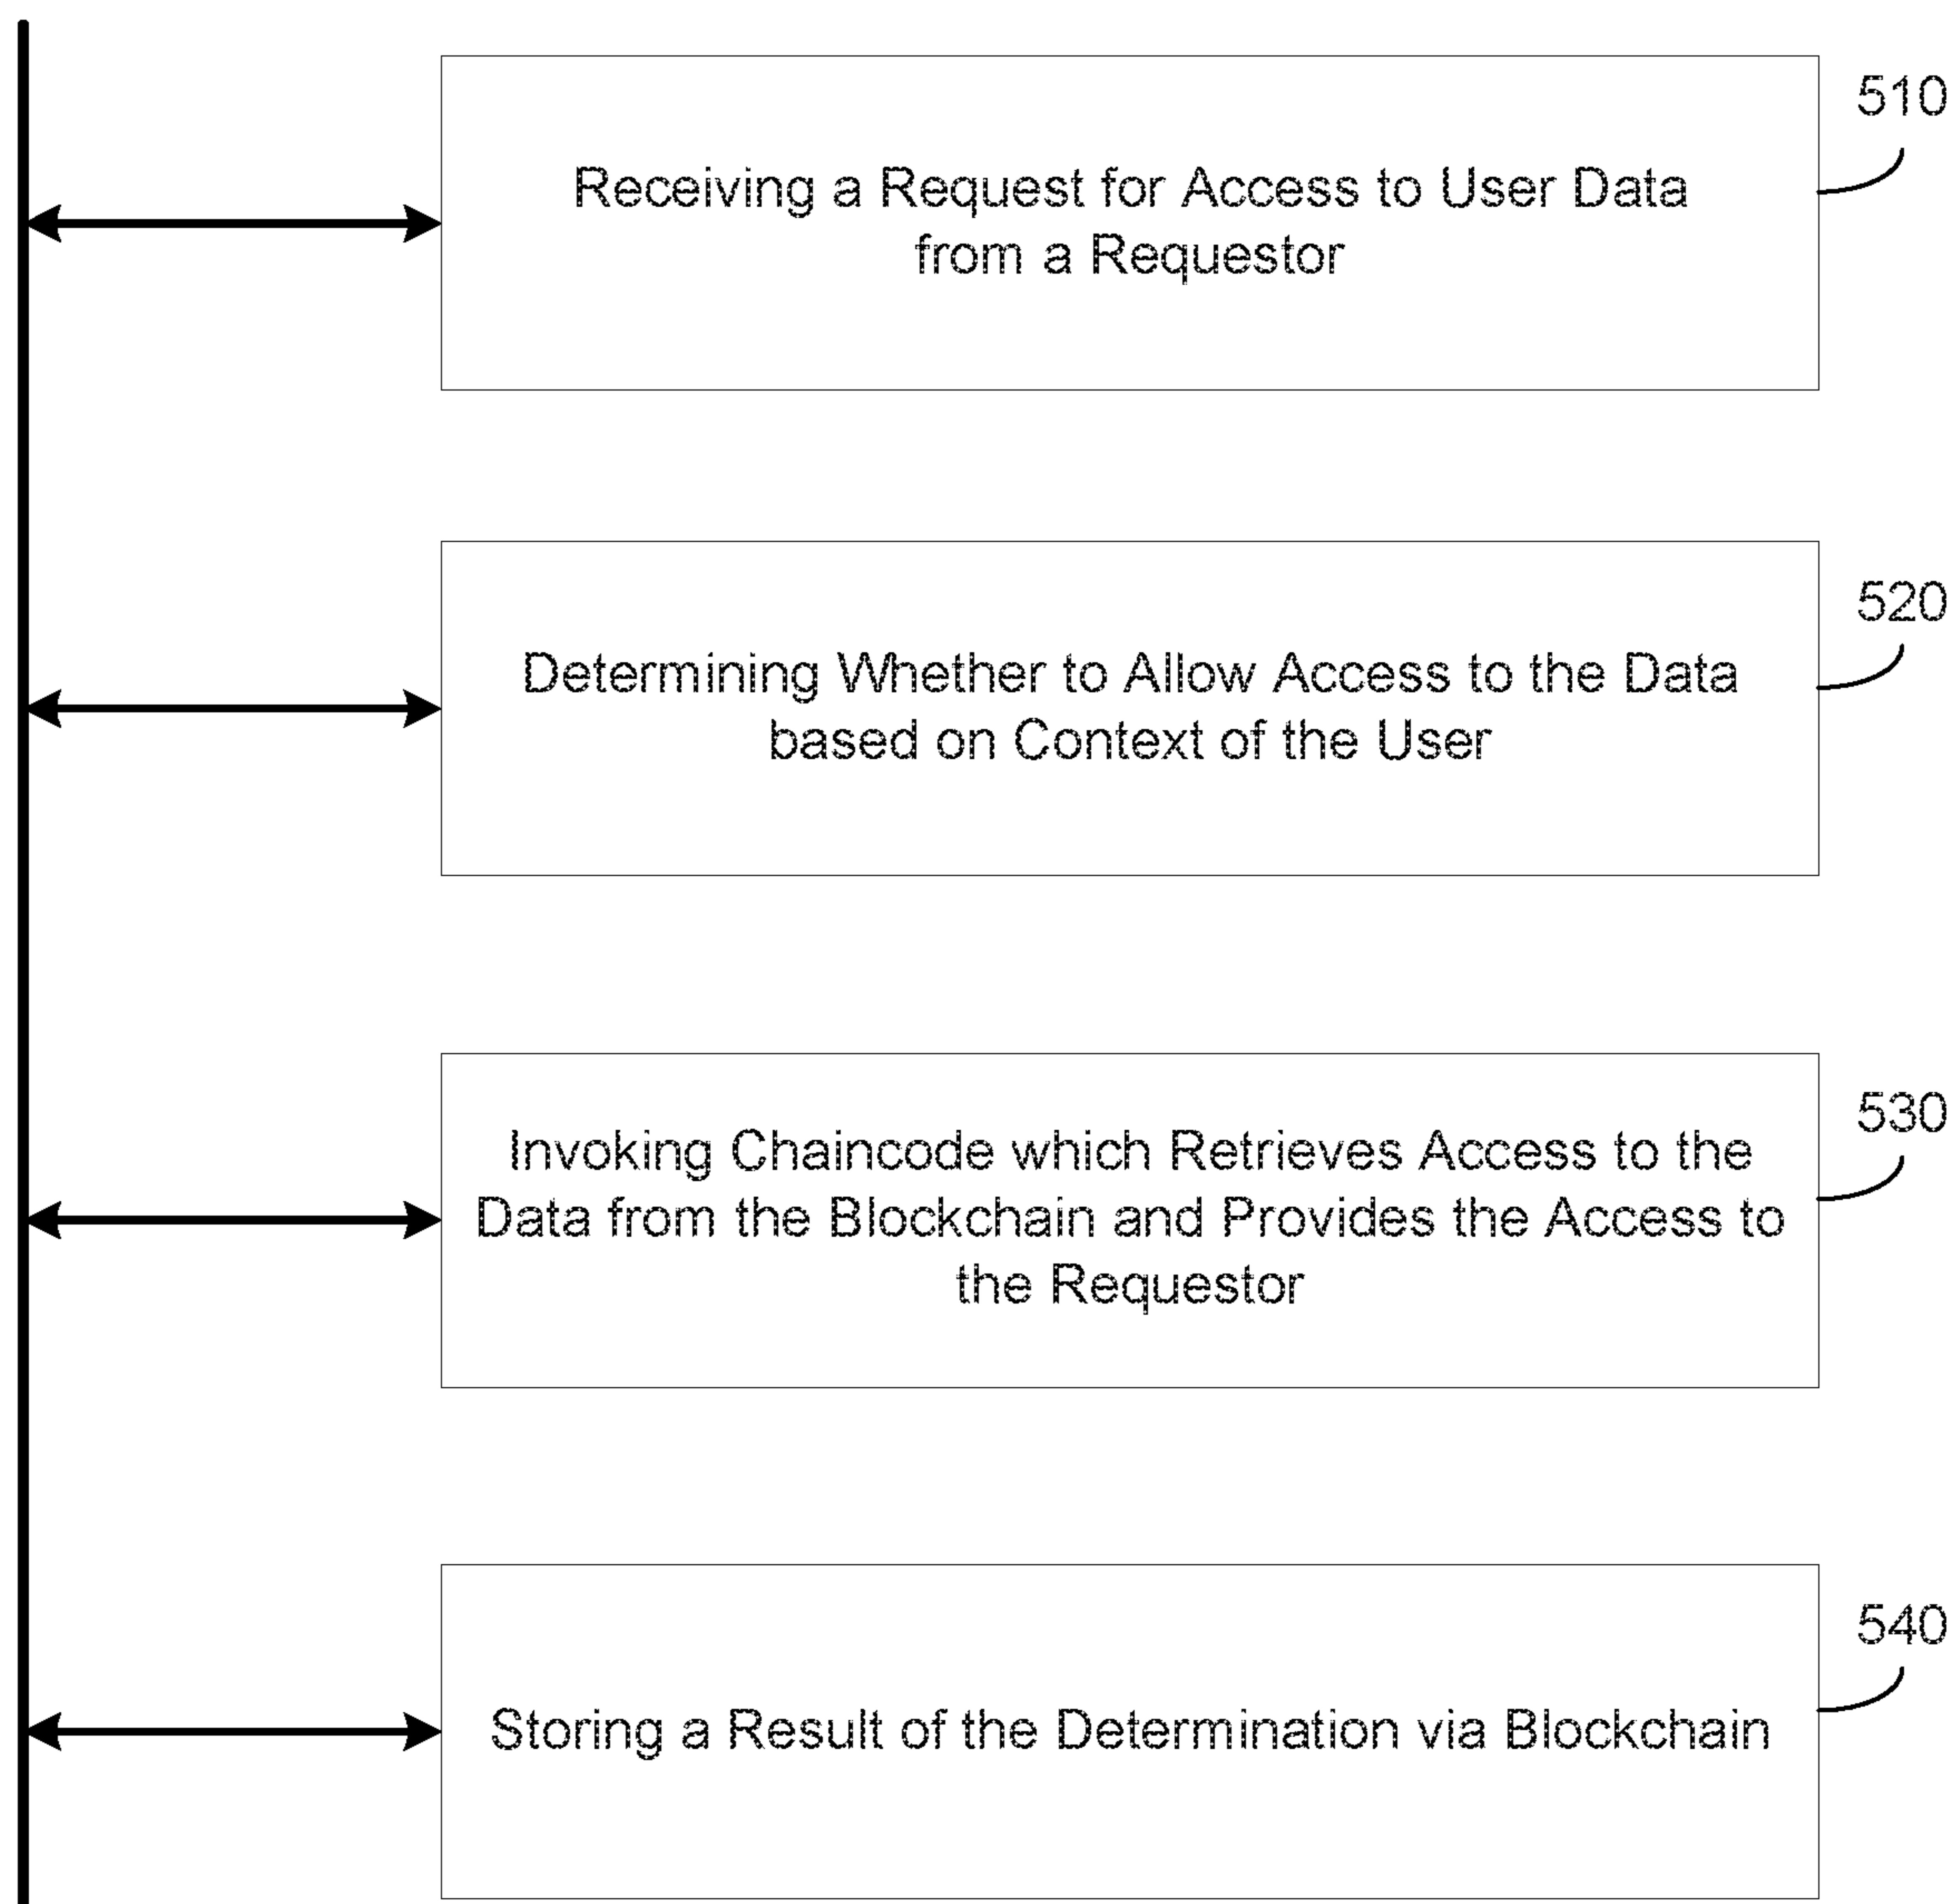 510
Receiving a Request for Access to User Data
from a Requestor
520
Determining Whether to Allow Access to the Data
based on Context of the User
530
Invoking Chaincode which Retrieves Access to the
Data from the Blockchain and Provides the Access to
the Requestor
540
Storing a Result of the Determination via Blockchain